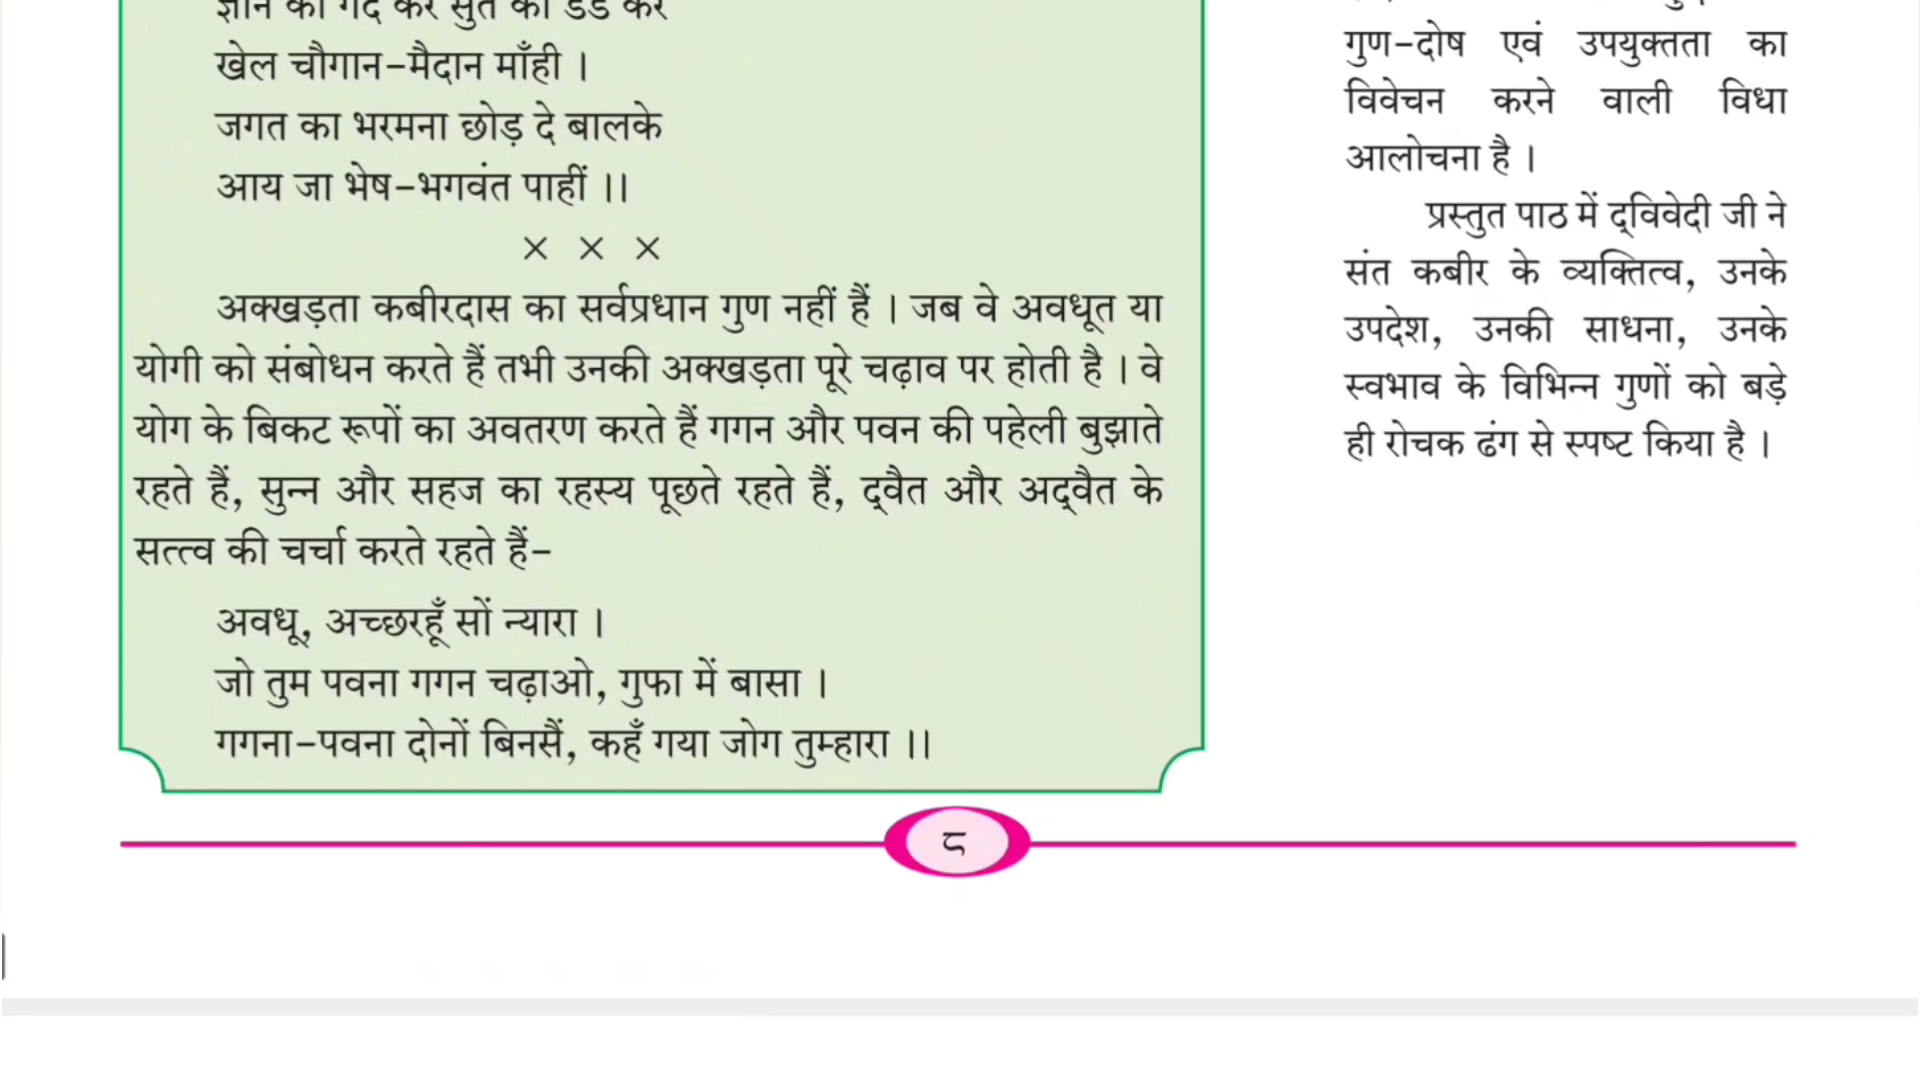 ज्ञान की गेंद कर सुर्त का डंड कर
खेल चौगान-मैदान माँही ।
जगत का भरमना छोड़ दे बालके
आय जा भेष-भगवंत पाहीं ।।
× × ×
अक्खड़ता कबीरदास का सर्वप्रधान गुण नहीं हैं । जब वे अवधूत या
योगी को संबोधन करते हैं तभी उनकी अक्खड़ता पूरे चढ़ाव पर होती है । वे
योग के बिकट रूपों का अवतरण करते हैं गगन और पवन की पहेली बुझाते
रहते हैं, सुन्न और सहज का रहस्य पूछते रहते हैं, द्‌वैत और अद्‌वैत के
सत्त्व की चर्चा करते रहते हैं-
अवधू, अच्छरहूँ सों न्यारा ।
जो तुम पवना गगन चढ़ाओ, गुफा में बासा ।
गगना-पवना दोनों बिनसैं, कहँ गया जोग तुम्हारा ।।
गुण-दोष एवं उपयुक्तता का
विवेचन करने वाली विधा
आलोचना है ।
प्रस्तुत पाठ में द्‌विवेदी जी ने
संत कबीर के व्यक्तित्व, उनके
उपदेश, उनकी साधना, उनके
स्वभाव के विभिन्न गुणों को बड़े
ही रोचक ढंग से स्पष्ट किया है ।
८